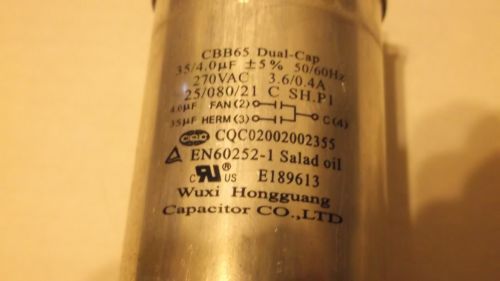 CBB65 Dual-Cap
35/4.0μF ±5% 50/60Hz
270VAC 3.6/0.4A
25/080/21 C SH.P1
4.0μF FAN(2) C(4)
35μF HERM(3)
CQC CQC02002002355
EN60252-1 Salad oil
C RU ® US E189613
Wuxi Hongguang
Capacitor CO.,LTD